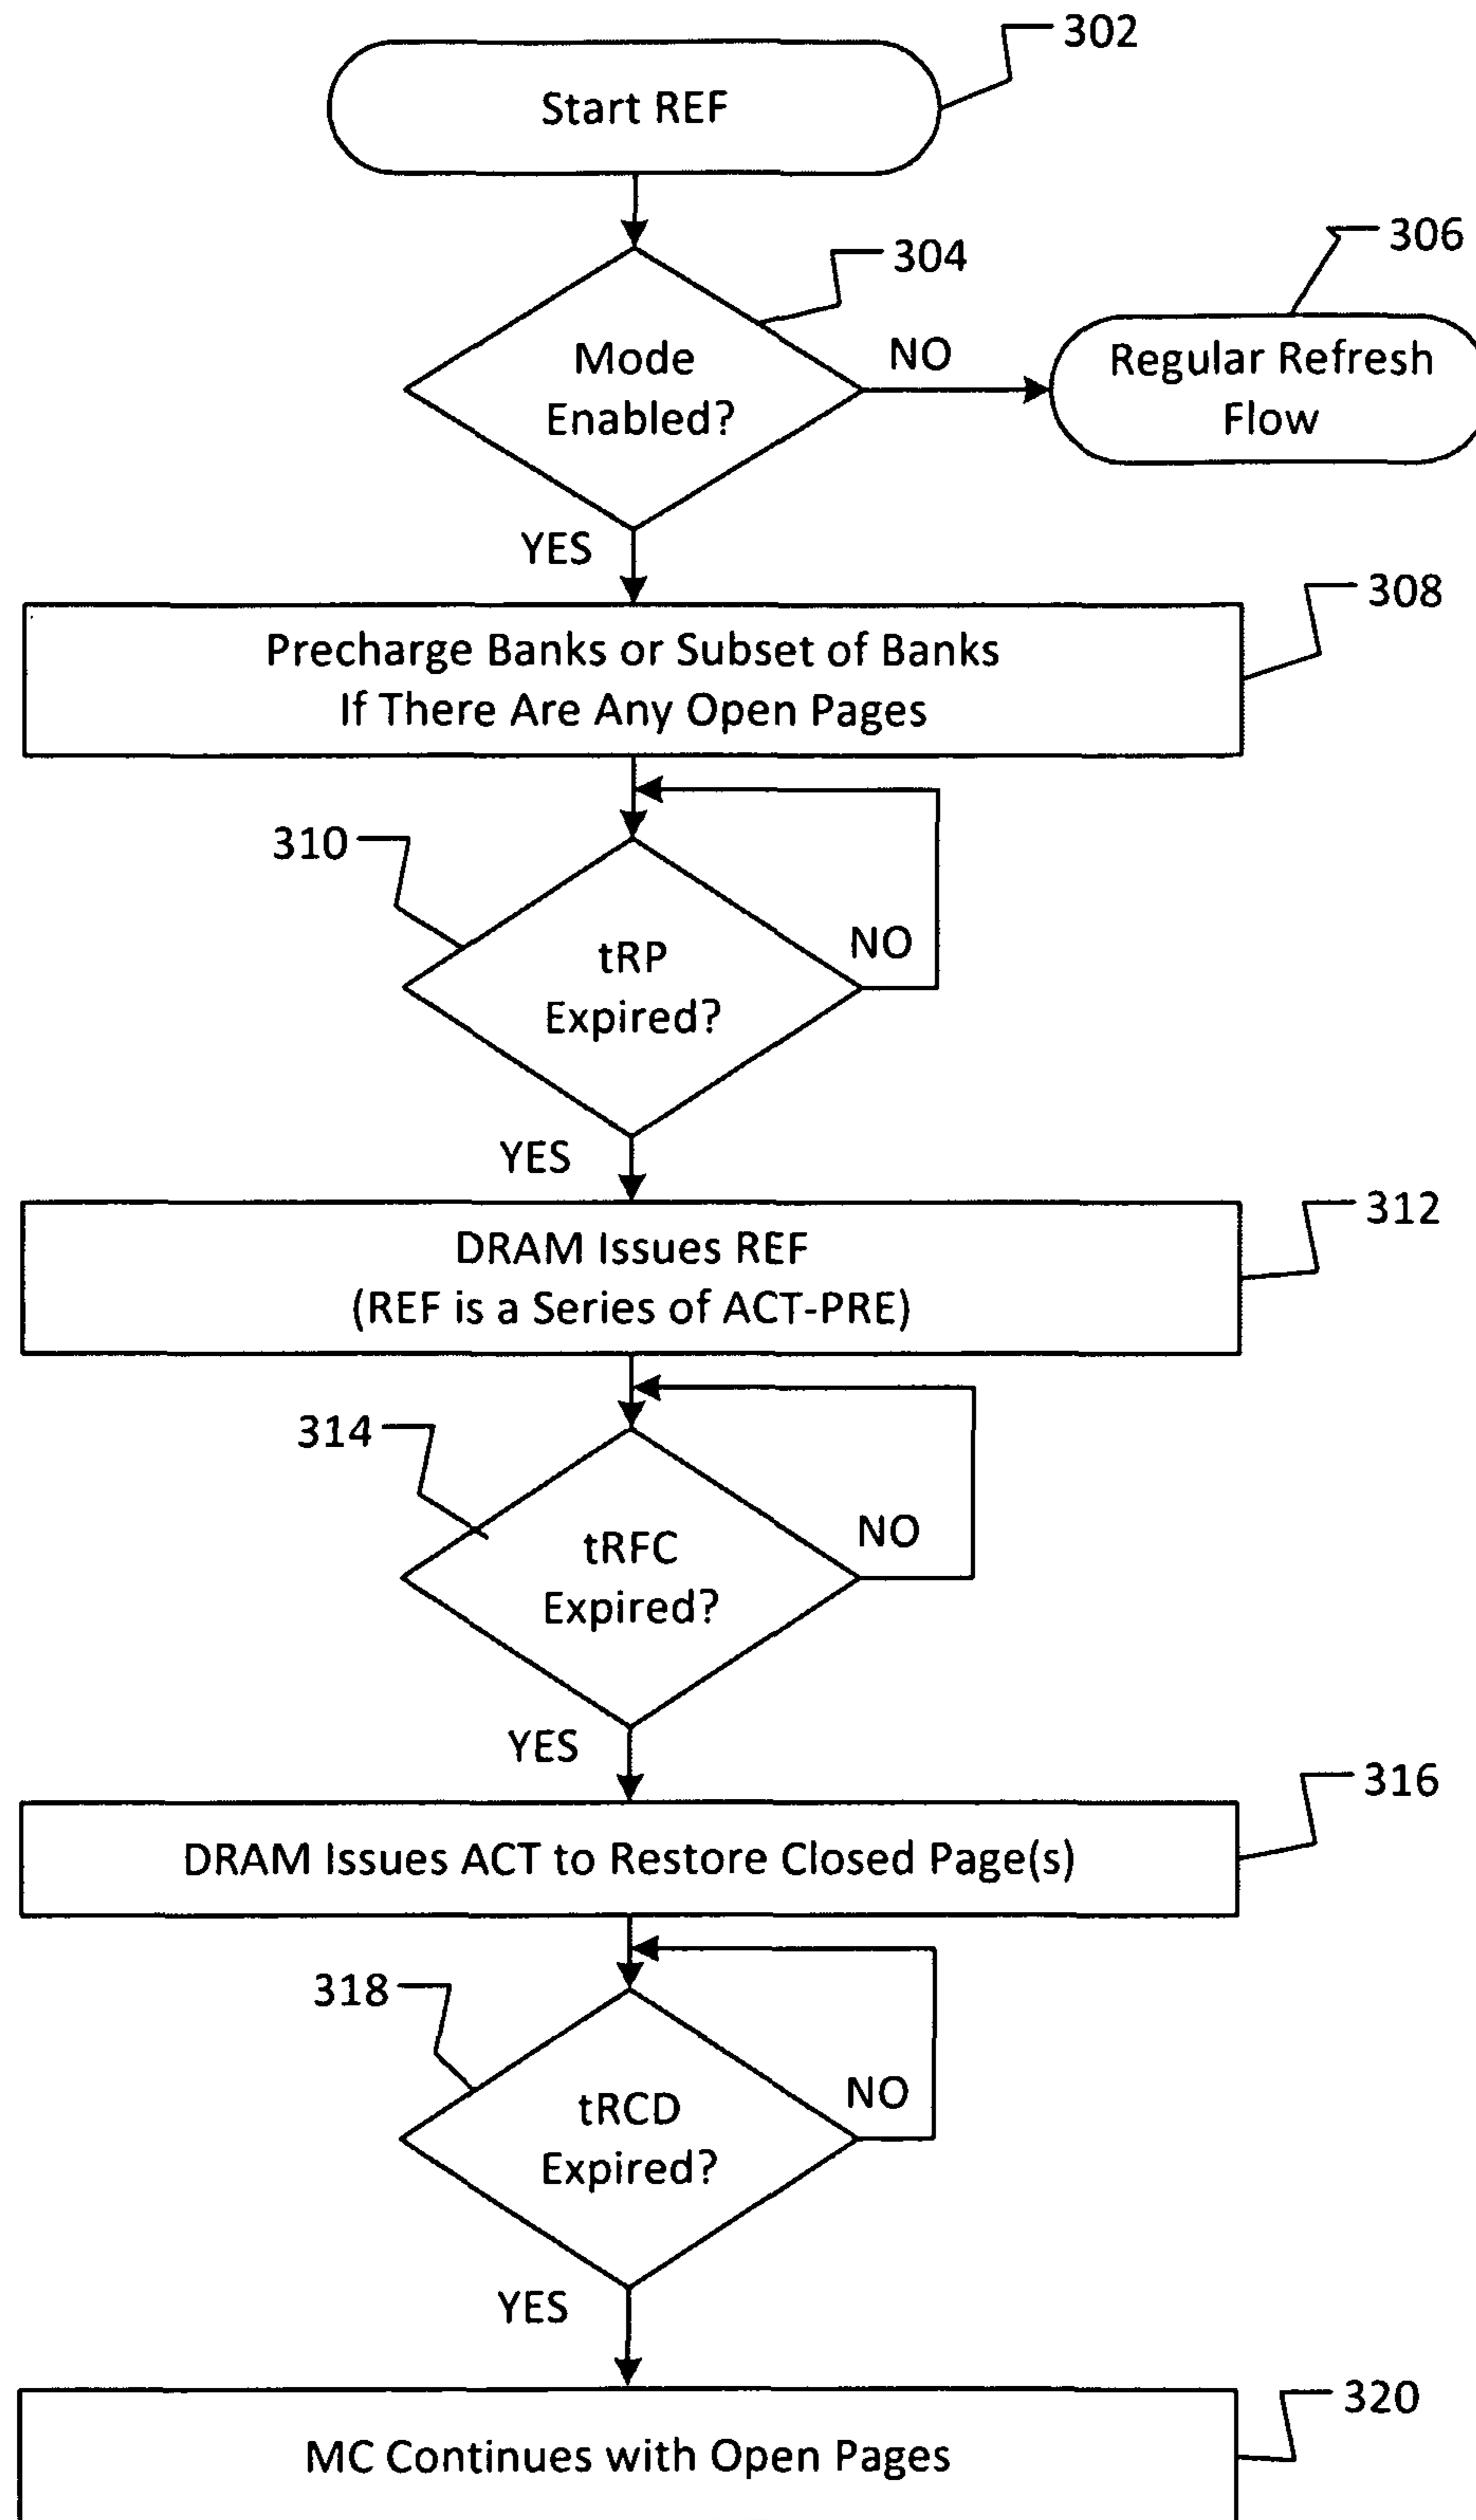 302
Start REF
304
306
Mode
Enabled?
NO
Regular Refresh
Flow
YES
308
Precharge Banks or Subset of Banks
If There Are Any Open Pages
310
tRP
Expired?
NO
YES
312
DRAM Issues REF
(REF is a Series of ACT-PRE)
314
tRFC
Expired?
NO
YES
316
DRAM Issues ACT to Restore Closed Page(s)
318
tRCD
Expired?
NO
YES
320
MC Continues with Open Pages